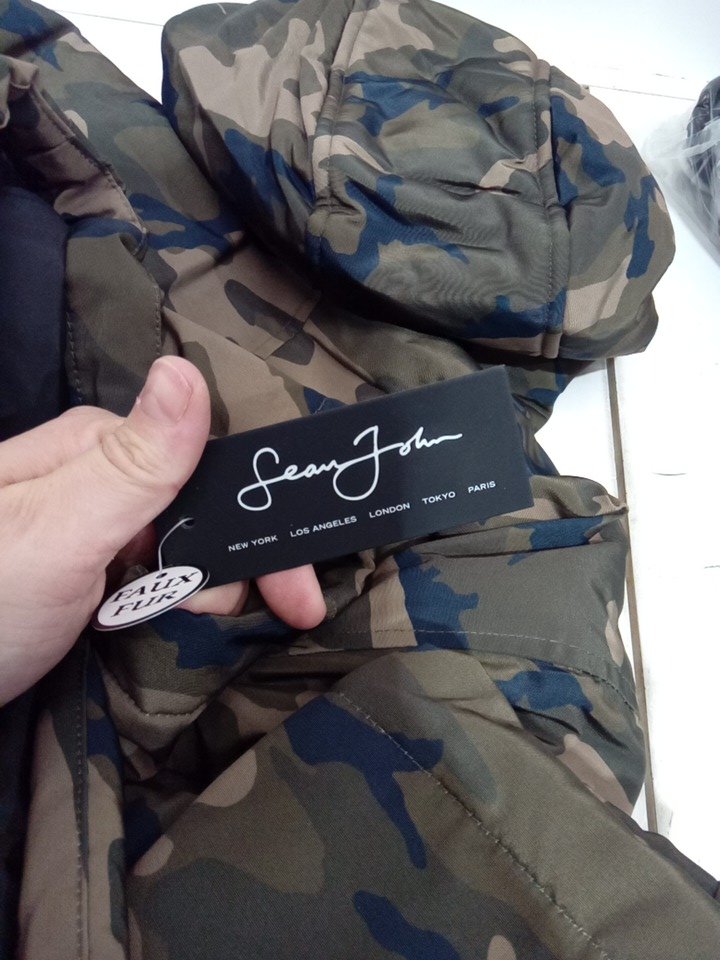 Sean John
NEW YORK LOS ANGELES LONDON TOKYO PARIS
FAUX
FUR